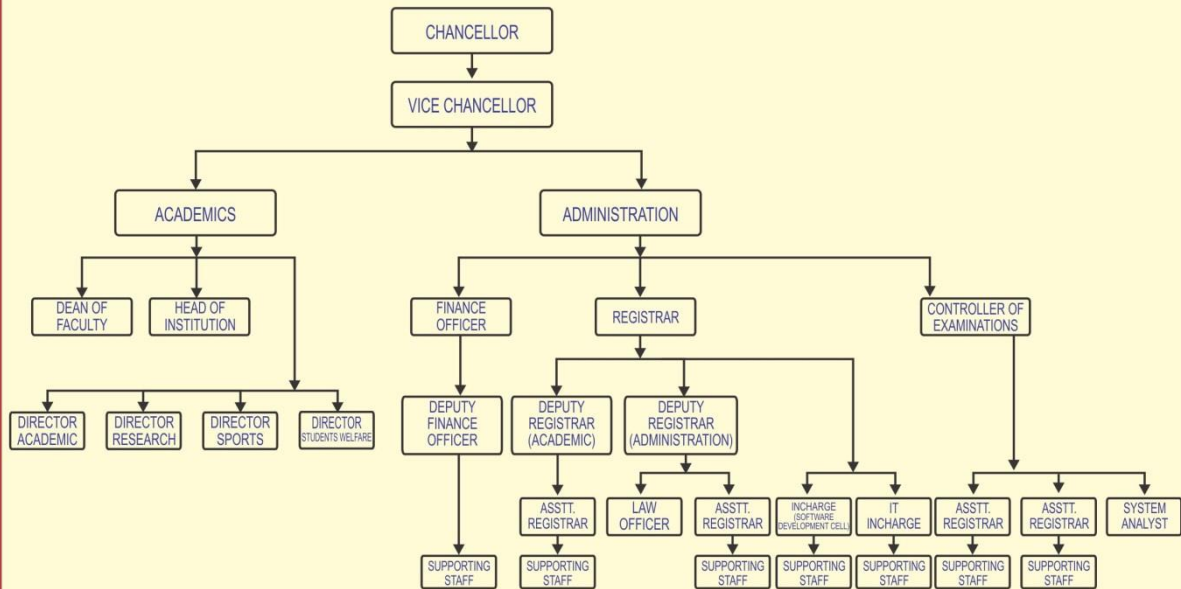 CHANCELLOR
VICE CHANCELLOR
ACADEMICS
ADMINISTRATION
DEAN OF
FACULTY
HEAD OF
INSTITUTION
FINANCE
OFFICER
REGISTRAR
CONTROLLER OF
EXAMINATIONS
DIRECTOR
ACADEMIC
DIRECTOR
RESEARCH
DIRECTOR
SPORTS
DIRECTOR
STUDENTS WELFARE
DEPUTY
FINANCE
OFFICER
DEPUTY
REGISTRAR
(ACADEMIC)
DEPUTY
REGISTRAR
(ADMINISTRATION)
ASSTT.
REGISTRAR
LAW
OFFICER
ASSTT.
REGISTRAR
INCHARGE
(SOFTWARE
DEVELOPMENT CELL)
IT
INCHARGE
ASSTT.
REGISTRAR
ASSTT.
REGISTRAR
SYSTEM
ANALYST
SUPPORTING
STAFF
SUPPORTING
STAFF
SUPPORTING
STAFF
SUPPORTING
STAFF
SUPPORTING
STAFF
SUPPORTING
STAFF
SUPPORTING
STAFF